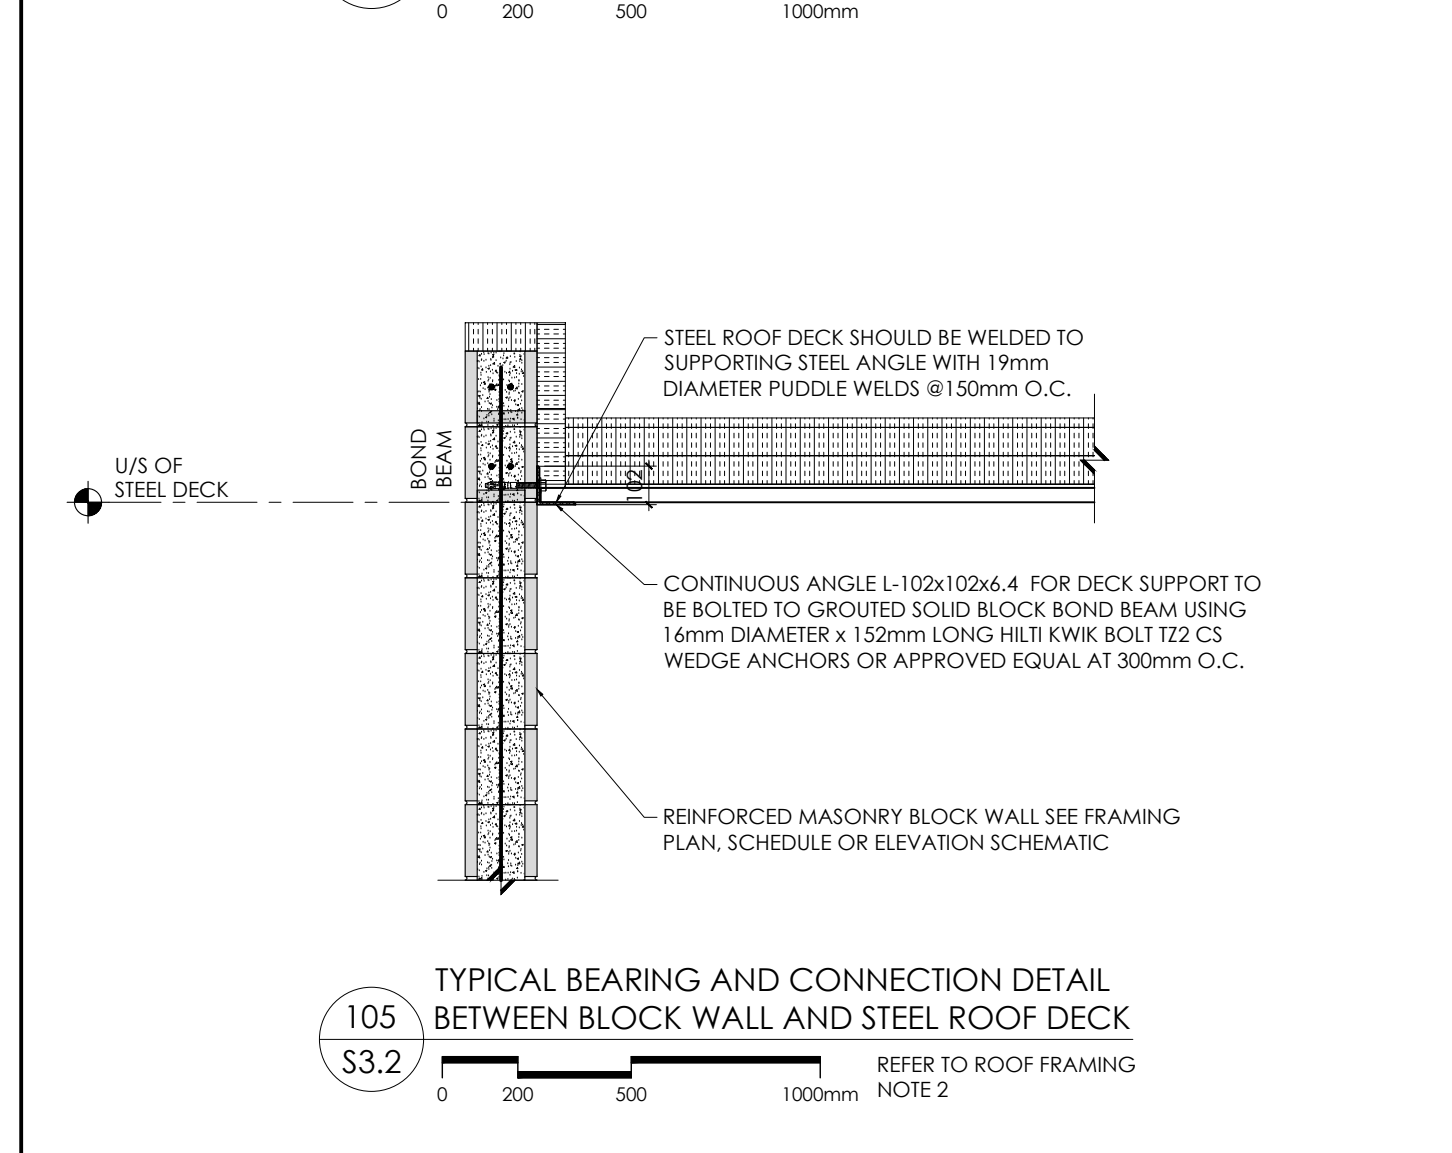 0 200 500 1000mm
STEEL ROOF DECK SHOULD BE WELDED TO
SUPPORTING STEEL ANGLE WITH 19mm
DIAMETER PUDDLE WELDS @150mm O.C.
BOND
BEAM
U/S OF
STEEL DECK
102
CONTINUOUS ANGLE L-102x102x6.4 FOR DECK SUPPORT TO
BE BOLTED TO GROUTED SOLID BLOCK BOND BEAM USING
16mm DIAMETER x 152mm LONG HILTI KWIK BOLT TZ2 CS
WEDGE ANCHORS OR APPROVED EQUAL AT 300mm O.C.
REINFORCED MASONRY BLOCK WALL SEE FRAMING
PLAN, SCHEDULE OR ELEVATION SCHEMATIC
TYPICAL BEARING AND CONNECTION DETAIL
BETWEEN BLOCK WALL AND STEEL ROOF DECK
105
S3.2
0 200 500 1000mm
REFER TO ROOF FRAMING
NOTE 2